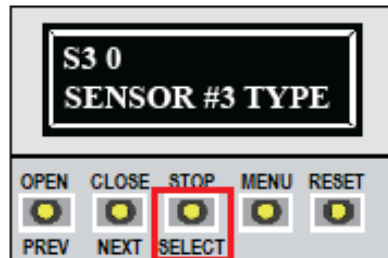 S3 0
SENSOR #3 TYPE
OPEN CLOSE STOP MENU RESET
PREV NEXT SELECT